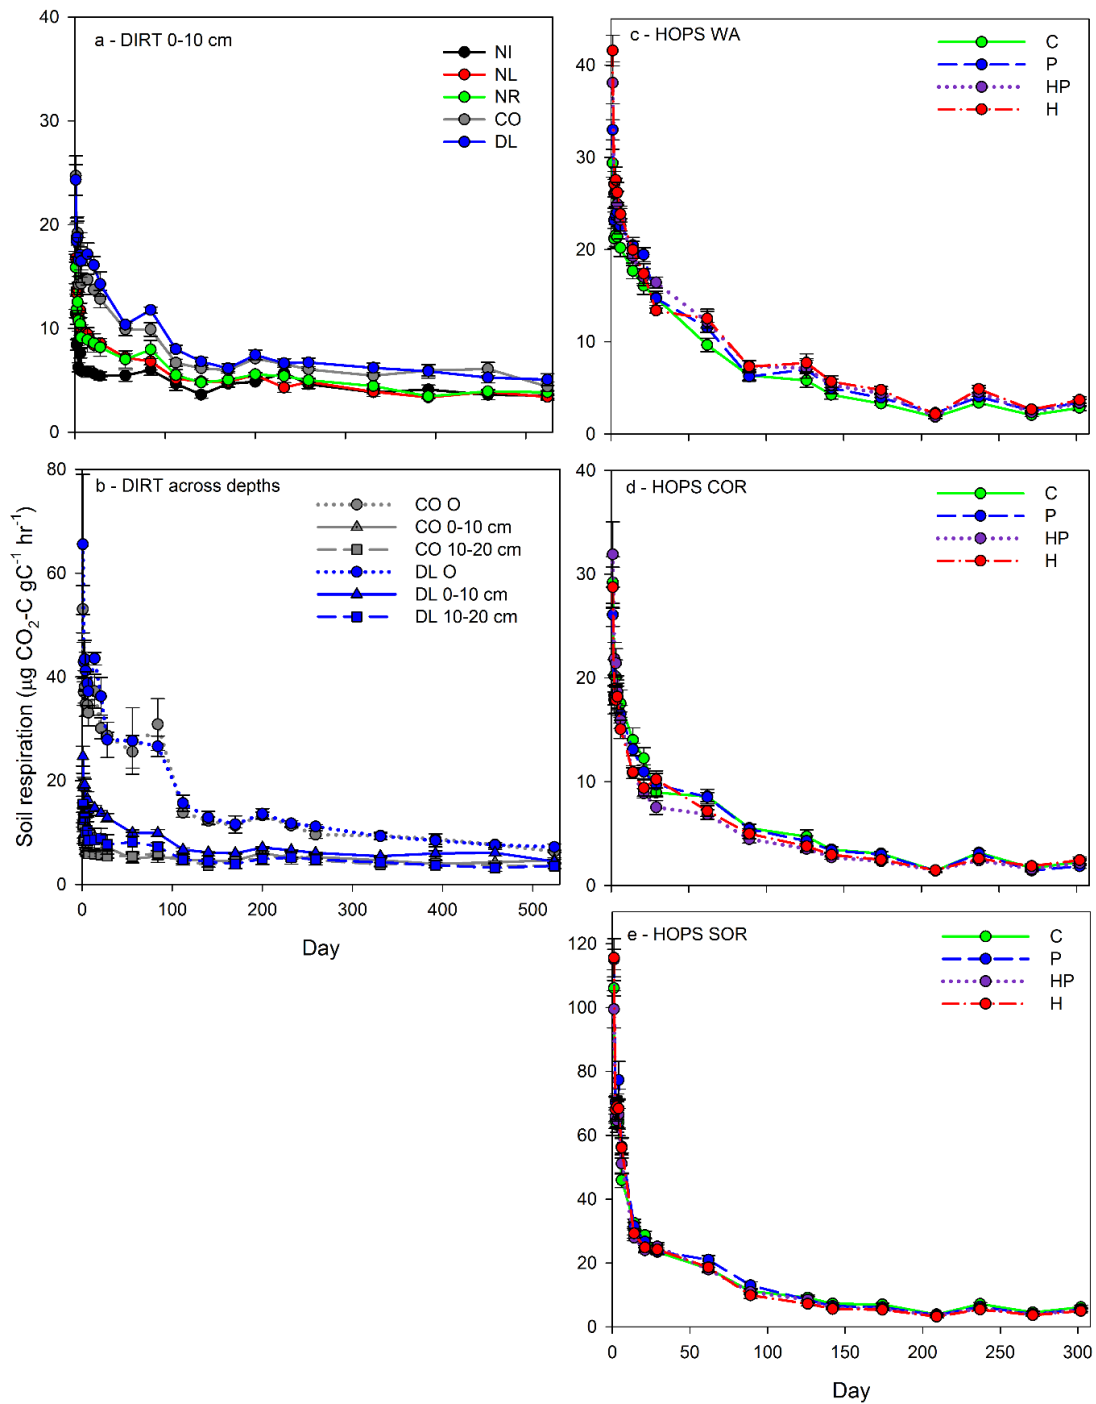 a - DIRT 0-10 cm
NI
NL
NR
CO
DL
40
30
20
10
0
b - DIRT across depths
CO O
CO 0-10 cm
CO 10-20 cm
DL O
DL 0-10 cm
DL 10-20 cm
80
60
40
20
0
0 100 200 300 400 500
Day
Soil respiration (µg CO₂-C gC⁻¹ hr⁻¹)
c - HOPS WA
C
P
HP
H
40
30
20
10
0
d - HOPS COR
C
P
HP
H
40
30
20
10
0
e - HOPS SOR
C
P
HP
H
120
100
80
60
40
20
0
0 50 100 150 200 250 300
Day